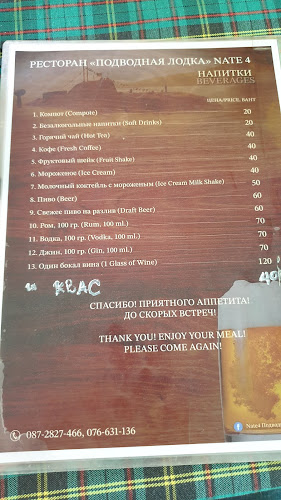 РЕСТОРАН «ПОДВОДНАЯ ЛОДКА» NATE 4
НАПИТКИ
BEVERAGES
ЦЕНА/PRICE, BAHT
1. Компот (Compote) 20
2. Безалкогольные напитки (Soft Drinks) 20
3. Горячий чай (Hot Tea) 40
4. Кофе (Fresh Coffee) 40
5. Фруктовый шейк (Fruit Shake) 40
6. Мороженое (Ice Cream) 40
7. Молочный коктейль с мороженым (Ice Cream Milk Shake) 50
8. Пиво (Beer) 60
9. Свежее пиво на разлив (Draft Beer) 60
10. Ром, 100 гр. (Rum, 100 ml.) 70
11. Водка, 100 гр. (Vodka, 100 ml.) 70
12. Джин, 100 гр. (Gin, 100 ml.) 70
13. Один бокал вина (1 Glass of Wine) 120
14 КВАС 40
СПАСИБО! ПРИЯТНОГО АППЕТИТА!
ДО СКОРЫХ ВСТРЕЧ!
THANK YOU! ENJOY YOUR MEAL!
PLEASE COME AGAIN!
087-2827-466, 076-631-136
Nate4